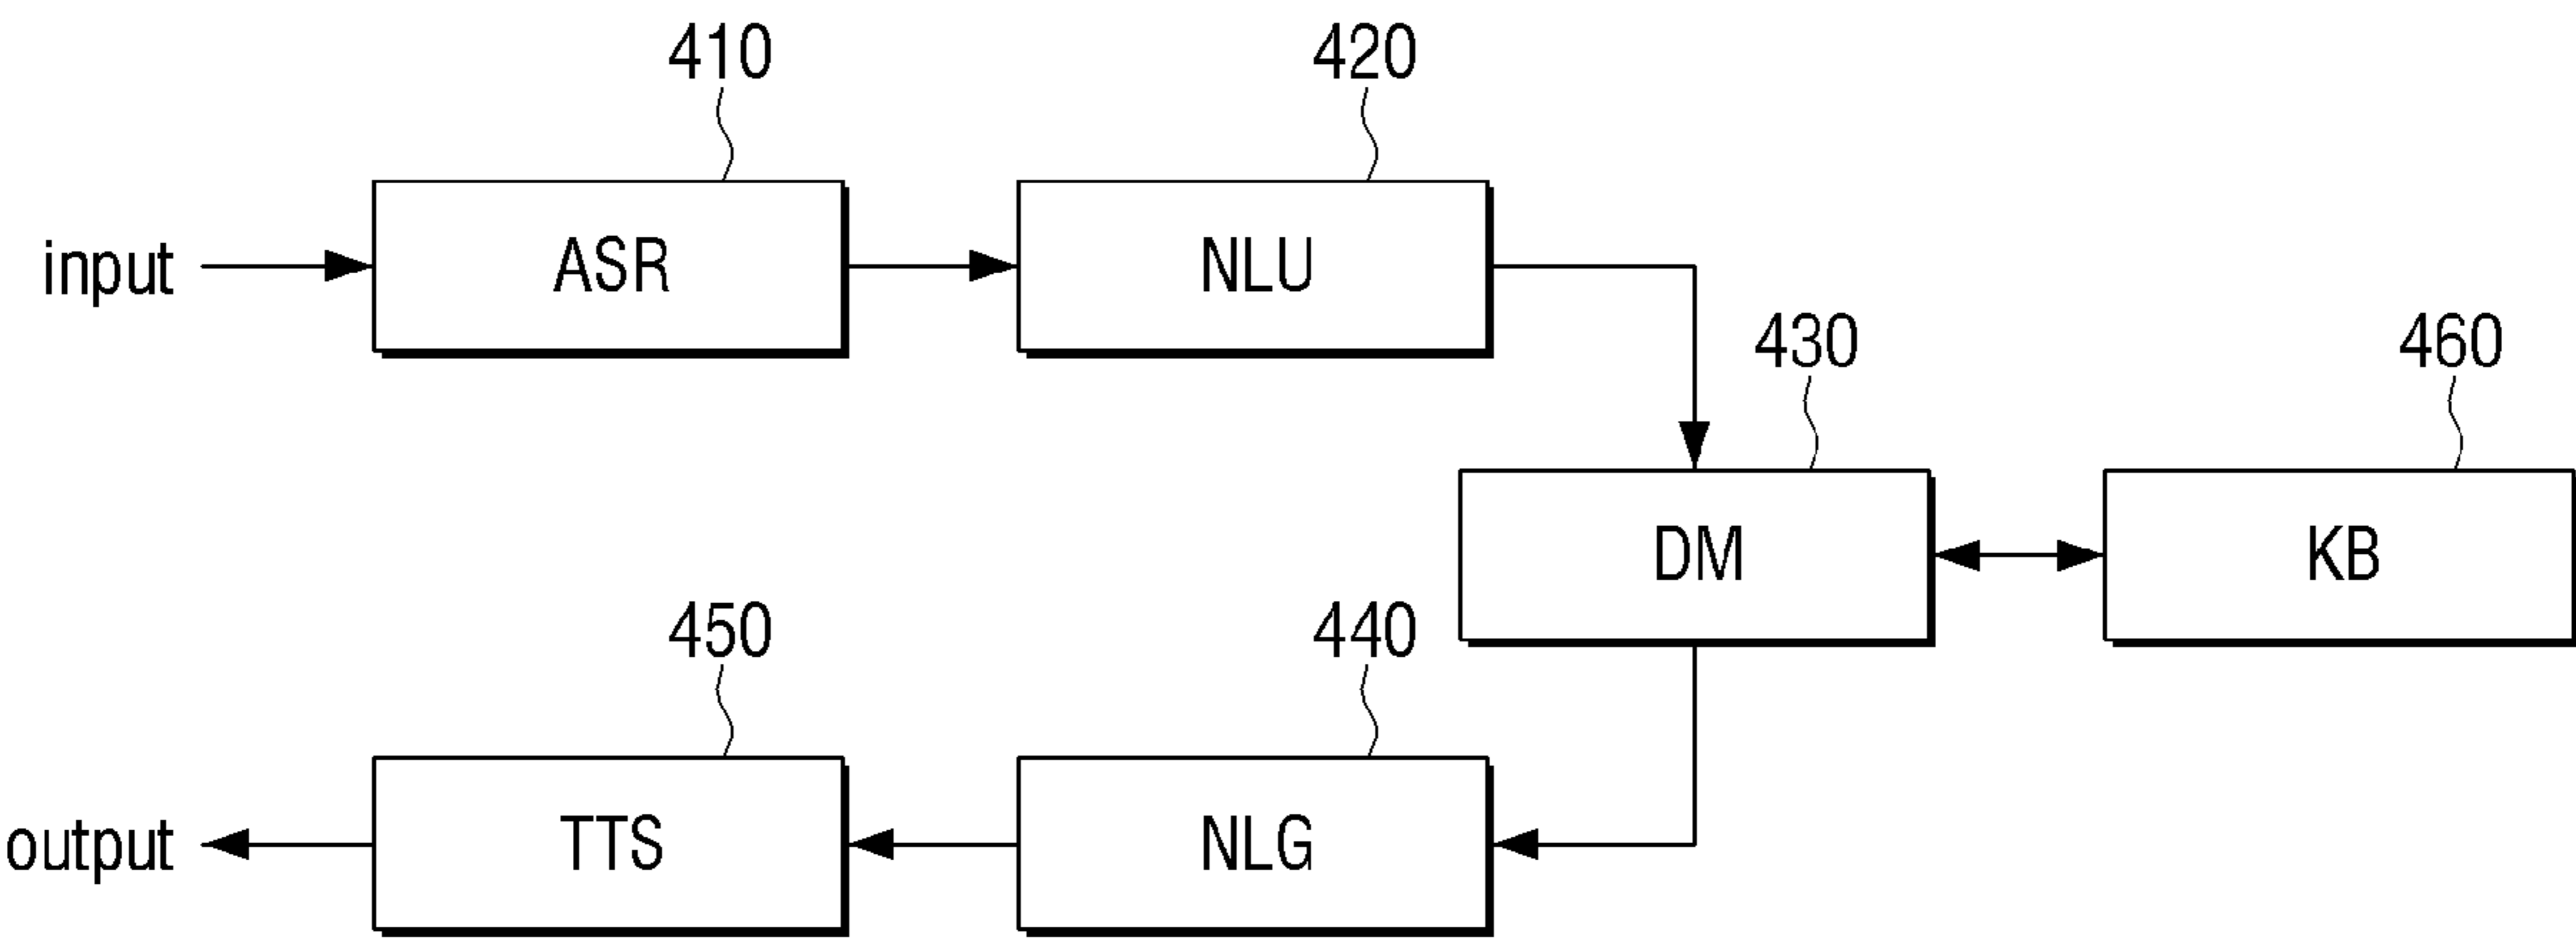 410
420
input
ASR
NLU
430
460
DM
KB
450
440
output
TTS
NLG